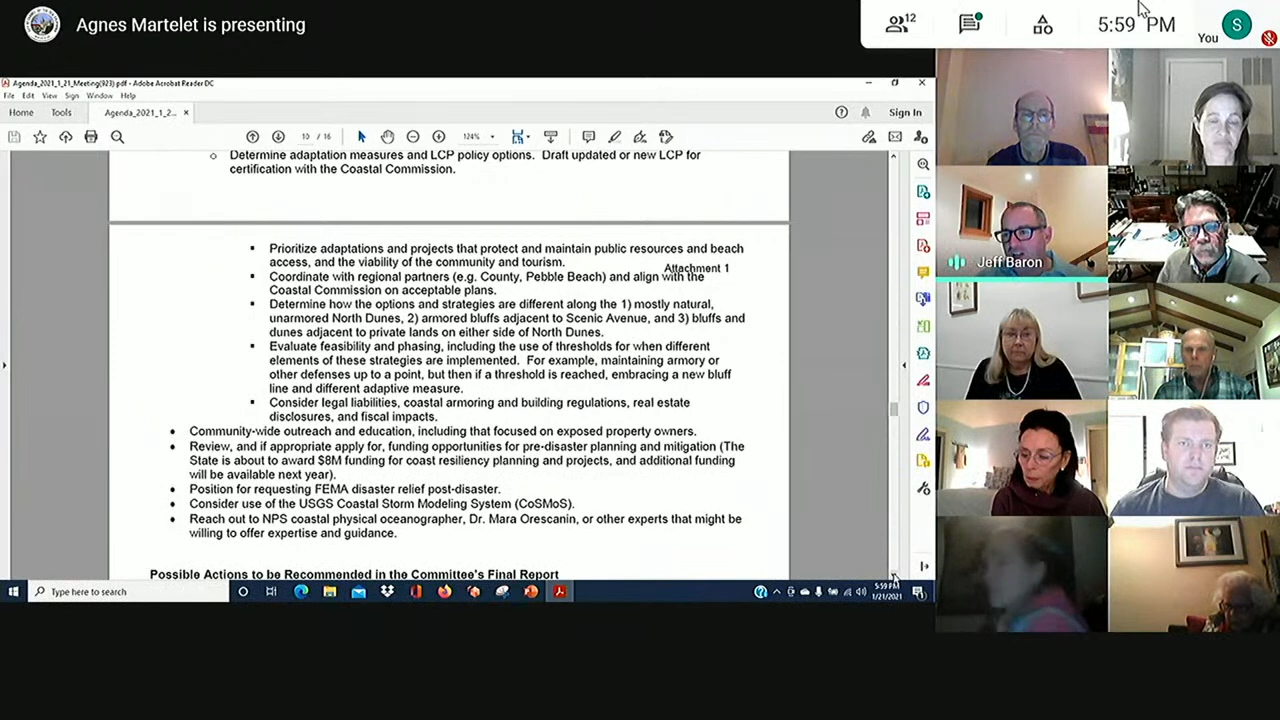 Agnes Martelet is presenting
12
5:59 PM
You
S
Agenda_2021_1_21_Meeting(923).pdf - Adobe Acrobat Reader DC
File Edit View Sign Window Help
Home Tools Agenda_2021_1_2... × Sign In
10 / 16 124%
Determine adaptation measures and LCP policy options. Draft updated or new LCP for
certification with the Coastal Commission.
Prioritize adaptations and projects that protect and maintain public resources and beach
access, and the viability of the community and tourism.
Attachment 1
Coordinate with regional partners (e.g. County, Pebble Beach) and align with the
Coastal Commission on acceptable plans.
Determine how the options and strategies are different along the 1) mostly natural,
unarmored North Dunes, 2) armored bluffs adjacent to Scenic Avenue, and 3) bluffs and
dunes adjacent to private lands on either side of North Dunes.
Evaluate feasibility and phasing, including the use of thresholds for when different
elements of these strategies are implemented. For example, maintaining armory or
other defenses up to a point, but then if a threshold is reached, embracing a new bluff
line and different adaptive measure.
Consider legal liabilities, coastal armoring and building regulations, real estate
disclosures, and fiscal impacts.
Community-wide outreach and education, including that focused on exposed property owners.
Review, and if appropriate apply for, funding opportunities for pre-disaster planning and mitigation (The
State is about to award $8M funding for coast resiliency planning and projects, and additional funding
will be available next year).
Position for requesting FEMA disaster relief post-disaster.
Consider use of the USGS Coastal Storm Modeling System (CoSMoS).
Reach out to NPS coastal physical oceanographer, Dr. Mara Orescanin, or other experts that might be
willing to offer expertise and guidance.
Possible Actions to be Recommended in the Committee's Final Report
Jeff Baron
Type here to search
5:59 PM
1/21/2021